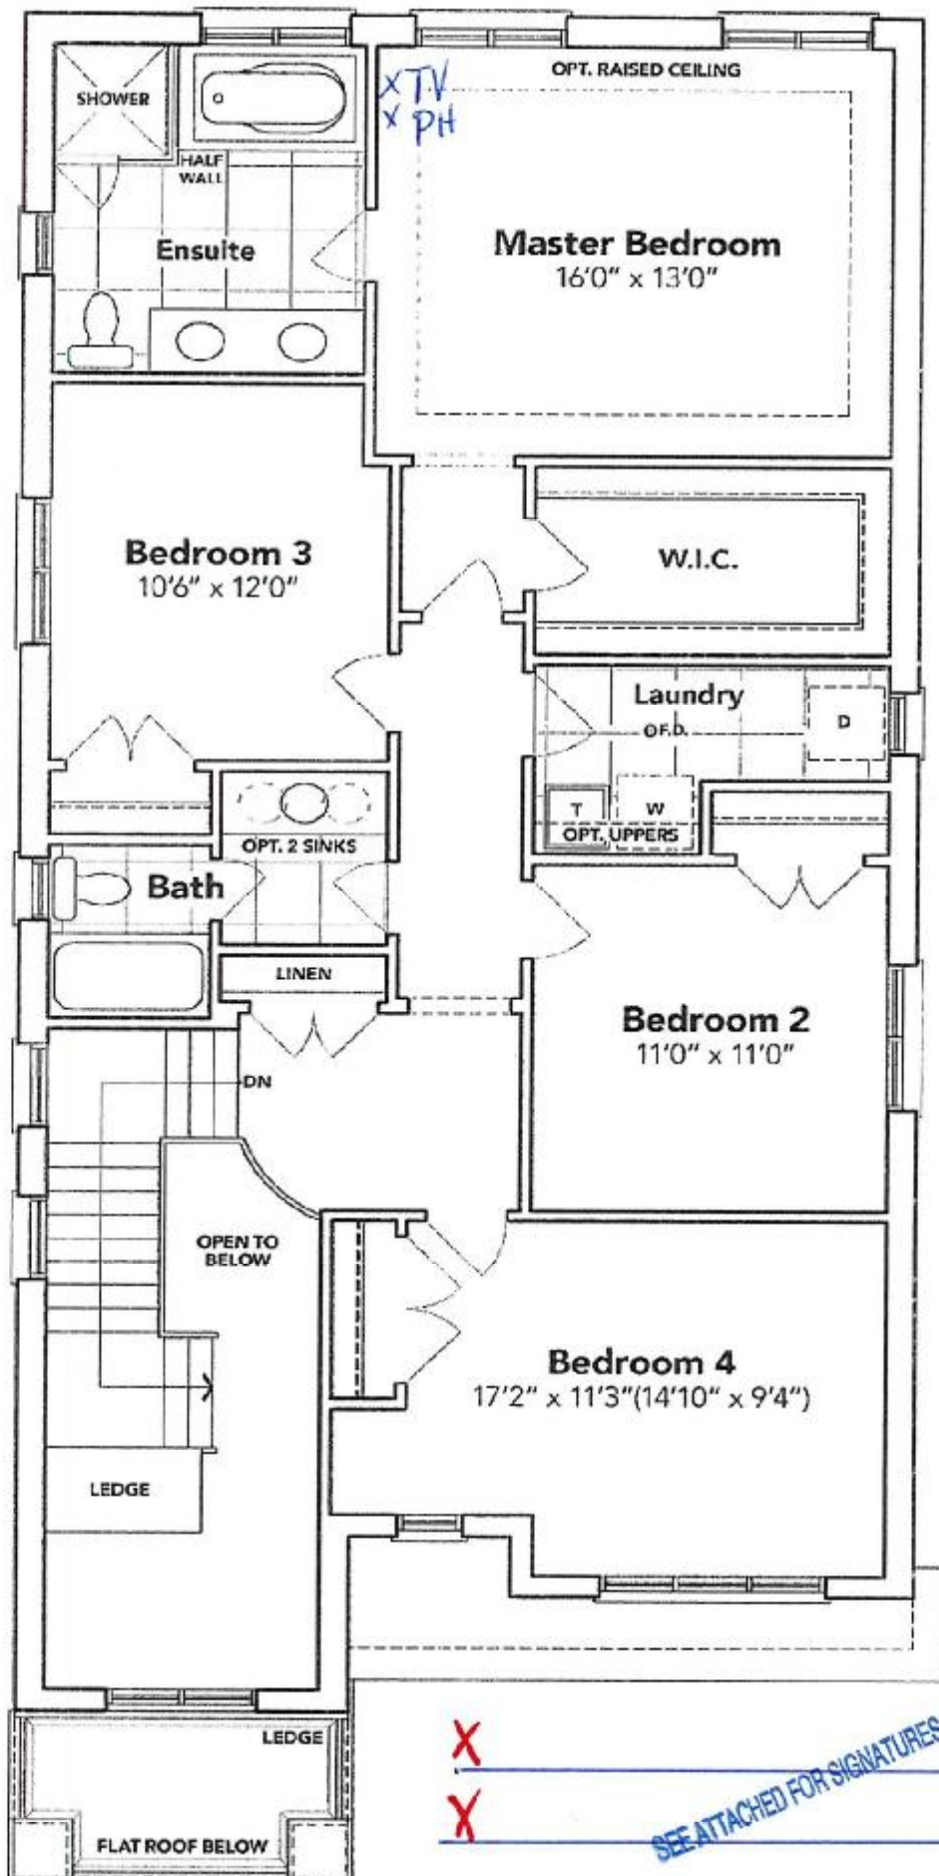 OPT. RAISED CEILING
SHOWER
X TV
X PH
HALF
WALL
Ensuite
Master Bedroom
16'0" x 13'0"
Bedroom 3
10'6" x 12'0"
W.I.C.
Laundry
O F.D.
D
T
W
OPT. UPPERS
OPT. 2 SINKS
Bath
LINEN
Bedroom 2
11'0" x 11'0"
DN
OPEN TO
BELOW
Bedroom 4
17'2" x 11'3"(14'10" x 9'4")
LEDGE
LEDGE
X
X
SEE ATTACHED FOR SIGNATURES
FLAT ROOF BELOW